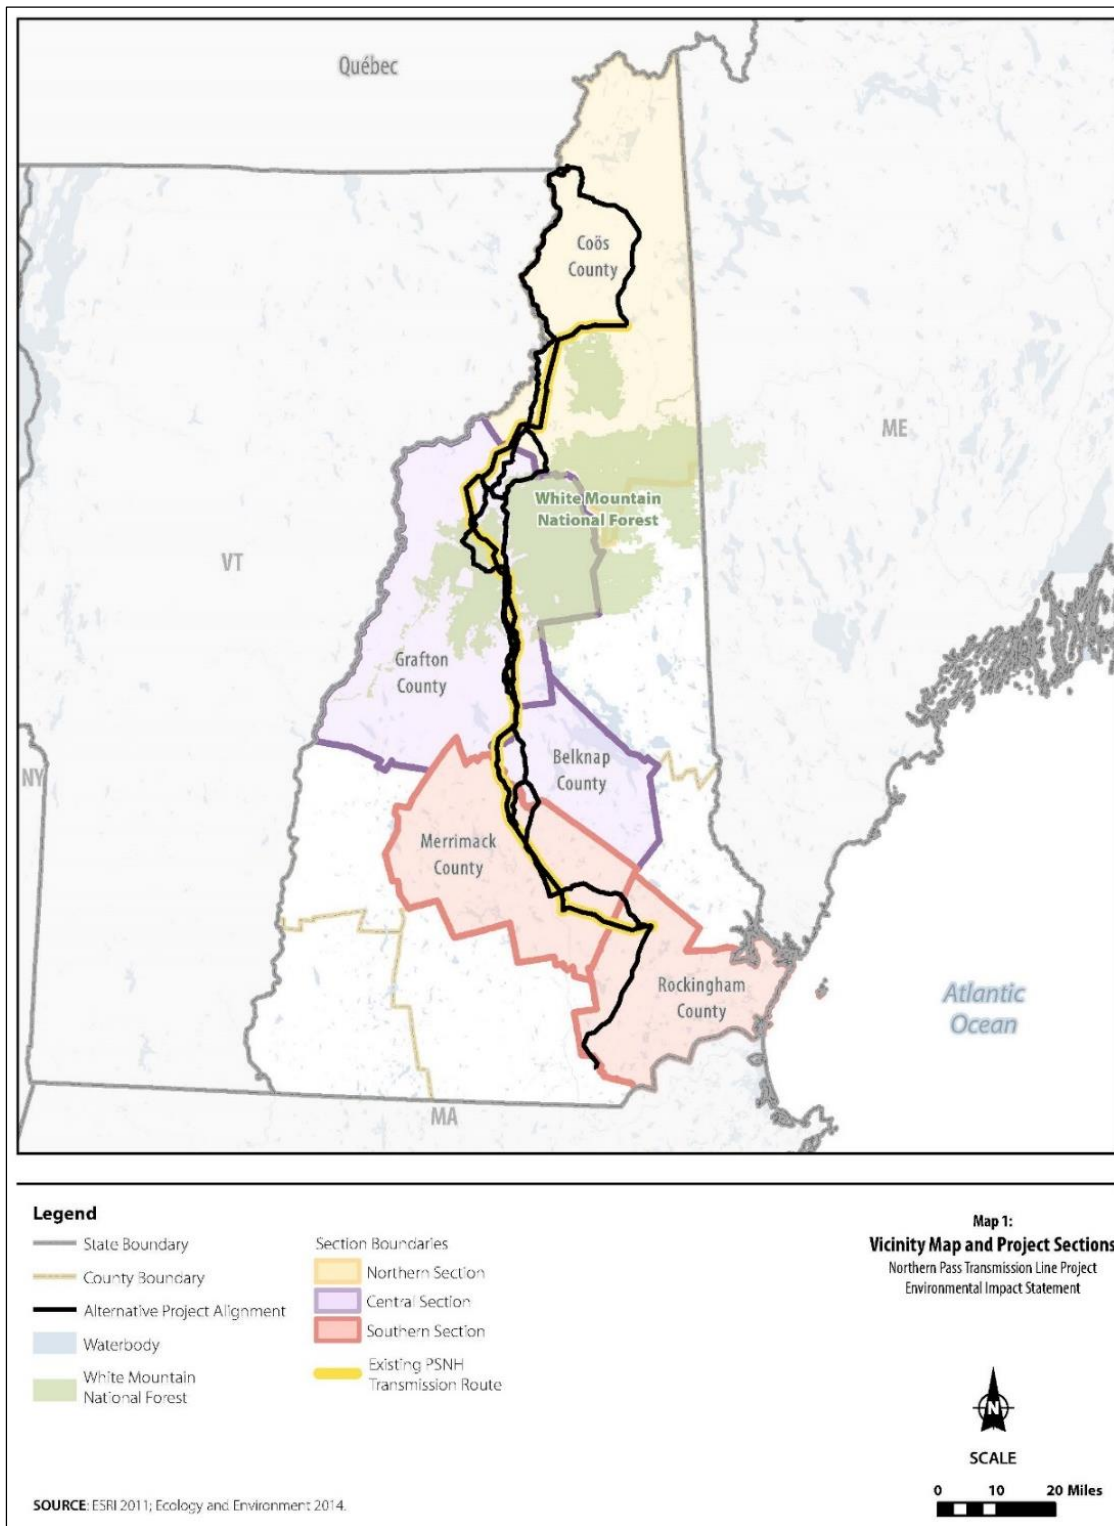 Québec
Coös
County
ME
White Mountain
National Forest
VT
Grafton
County
Belknap
County
NY
Merrimack
County
Rockingham
County
Atlantic
Ocean
MA
Legend
State Boundary
County Boundary
Alternative Project Alignment
Waterbody
White Mountain
National Forest
Section Boundaries
Northern Section
Central Section
Southern Section
Existing PSNH
Transmission Route
Map 1:
Vicinity Map and Project Sections
Northern Pass Transmission Line Project
Environmental Impact Statement
N
SCALE
0 10 20 Miles
SOURCE: ESRI 2011; Ecology and Environment 2014.